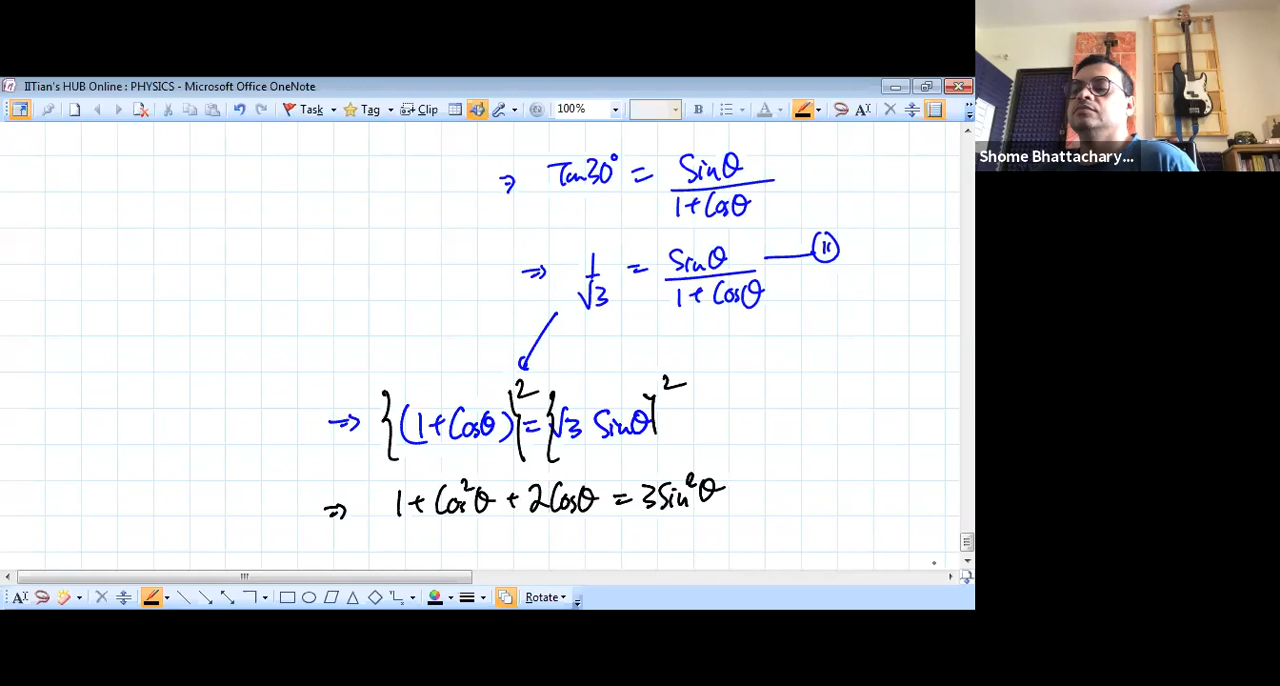 IITian's HUB Online : PHYSICS - Microsoft Office OneNote
Task Tag Clip 100% B A A
Shome Bhattachary...
⇒ Tan30° = Sinθ / 1 + Cosθ
⇒ 1 / √3 = Sinθ / 1 + Cosθ — (II)
⇒ {(1 + Cosθ)}² = {√3 Sinθ}²
⇒ 1 + Cos²θ + 2Cosθ = 3Sin²θ
A Rotate